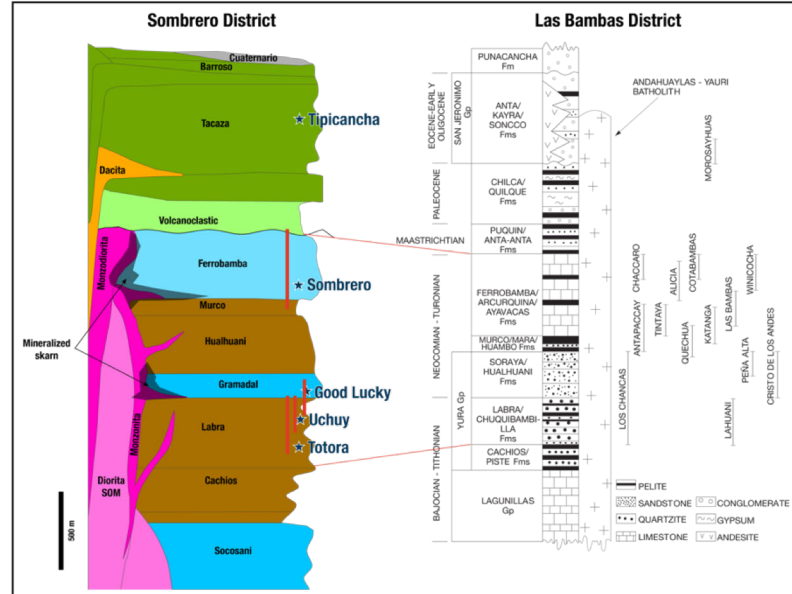 Sombrero District
Cuaternario
Barroso
Tacaza
Tipicancha
Dacita
Volcanoclastic
Monzodiorita
Ferrobamba
Sombrero
Murco
Mineralized
skarn
Hualhuani
Gramadal
Good Lucky
Uchuy
Labra
Totora
Monzonita
Diorita
SOM
Cachios
Socosani
500 m
Las Bambas District
PUNACANCHA
Fm
ANDAHUAYLAS - YAURI
BATHOLITH
EOCENE-EARLY
OLIGOCENE
SAN JERONIMO
Gp
ANTA/
KAYRA/
SONCCO
Fms
MOROSAYHUAS
PALEOCENE
CHILCA/
QUILQUE
Fms
MAASTRICHTIAN
PUQUIN/
ANTA-ANTA
Fms
NEOCOMIAN - TURONIAN
FERROBAMBA/
ARCURQUINA/
AYAVACAS
Fms
CHACCARO
ALICIA
COTABAMBAS
WINICOCHA
ANTAPACCAY
TINTAYA
QUECHUA
KATANGA
LAS BAMBAS
PEÑA ALTA
CRISTO DE LOS ANDES
MURCO/MARA/
HUAMBO Fms
YURA Gp
SORAYA/
HUALHUANI
Fms
LOS CHANCAS
LAHUANI
BAJOCIAN - TITHONIAN
LABRA/
CHUQUIBAMBI-
LLA
Fms
CACHIOS/
PISTE Fms
LAGUNILLAS
Gp
PELITE
SANDSTONE
CONGLOMERATE
QUARTZITE
GYPSUM
LIMESTONE
ANDESITE